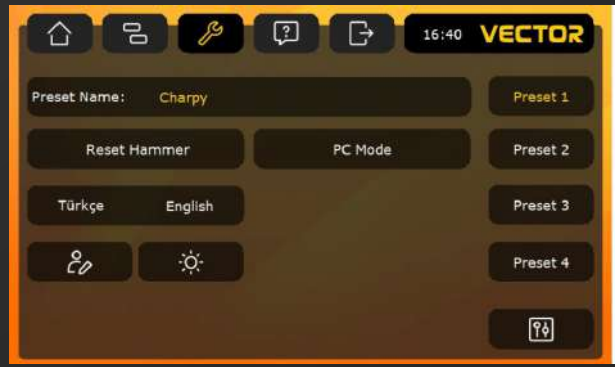 16:40 VECTOR
Preset Name: Charpy
Preset 1
Reset Hammer
PC Mode
Preset 2
Türkçe English
Preset 3
Preset 4